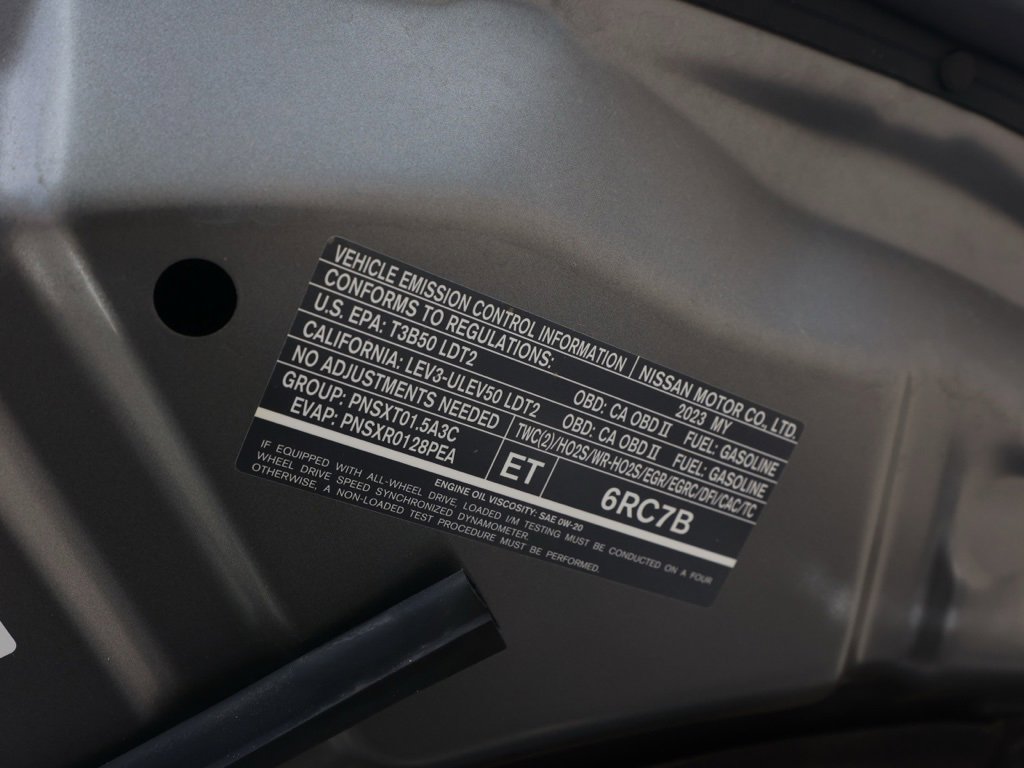 VEHICLE EMISSION CONTROL INFORMATION NISSAN MOTOR CO., LTD.
CONFORMS TO REGULATIONS: 2023 MY
U.S. EPA: T3B50 LDT2 OBD: CA OBD II FUEL: GASOLINE
CALIFORNIA: LEV3-ULEV50 LDT2 OBD: CA OBD II FUEL: GASOLINE
NO ADJUSTMENTS NEEDED TWC(2)/HO2S/WR-HO2S/EGR/EGRC/DFI/CAC/TC
GROUP: PNSXT01.5A3C
EVAP: PNSXR0128PEA
ET
6RC7B
ENGINE OIL VISCOSITY: SAE 0W-20
IF EQUIPPED WITH ALL-WHEEL DRIVE, LOADED I/M TESTING MUST BE CONDUCTED ON A FOUR
WHEEL DRIVE SPEED SYNCHRONIZED DYNAMOMETER.
OTHERWISE, A NON-LOADED TEST PROCEDURE MUST BE PERFORMED.